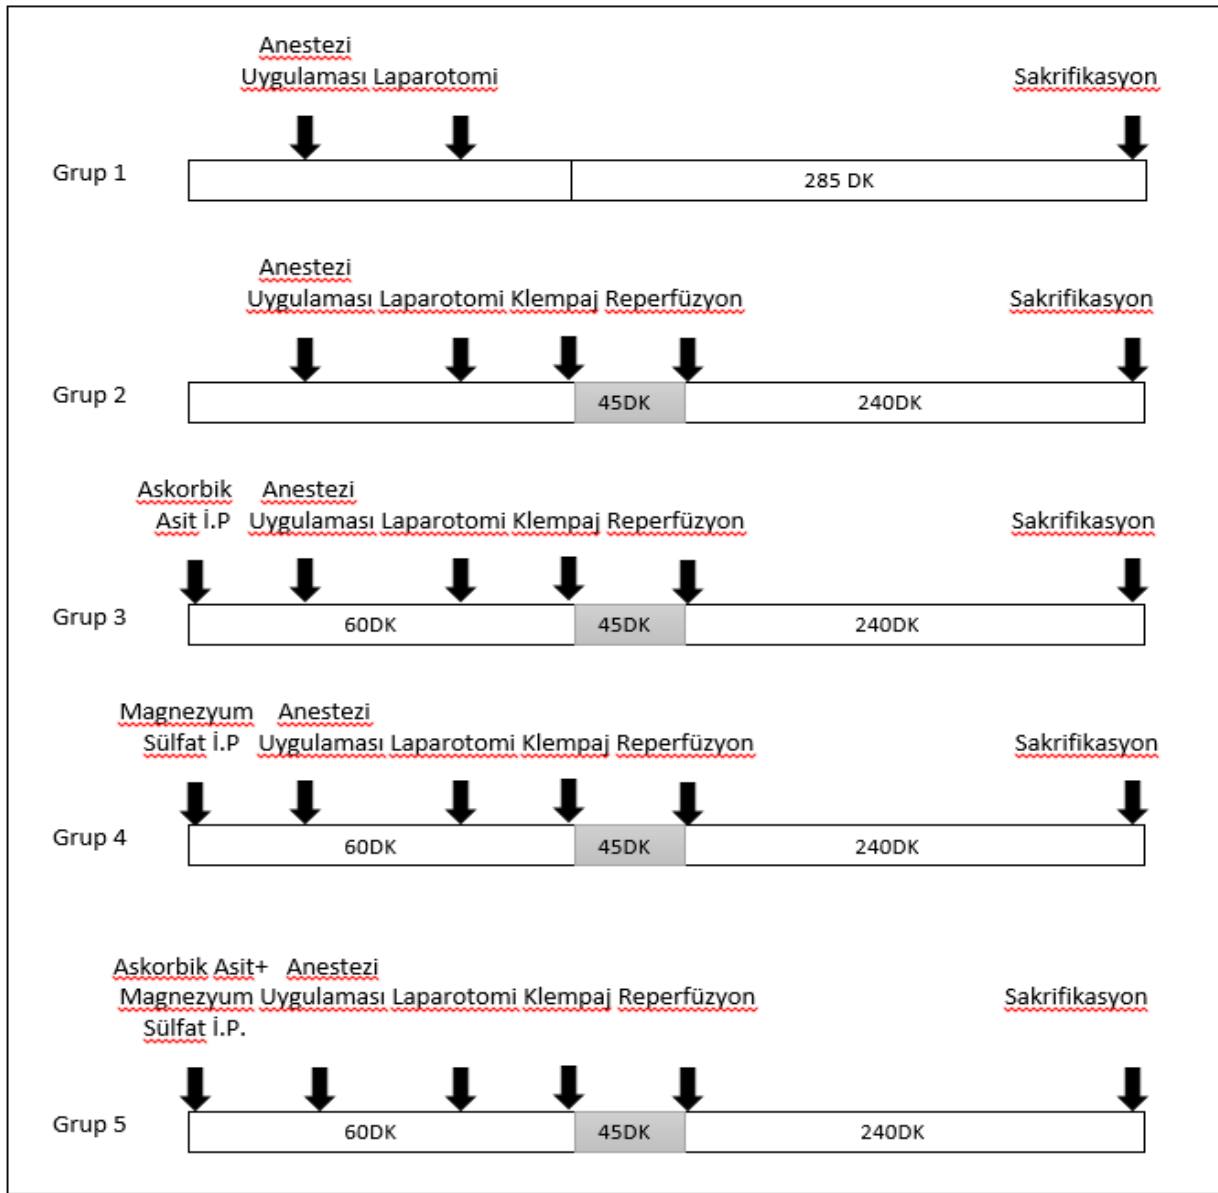 Anestezi
Uygulaması Laparotomi Sakrifikasyon
Grup 1
285 DK
Anestezi
Uygulaması Laparotomi Klempaj Reperfüzyon Sakrifikasyon
Grup 2
45DK 240DK
Askorbik Anestezi
Asit İ.P Uygulaması Laparotomi Klempaj Reperfüzyon Sakrifikasyon
Grup 3
60DK 45DK 240DK
Magnezyum Anestezi
Sülfat İ.P Uygulaması Laparotomi Klempaj Reperfüzyon Sakrifikasyon
Grup 4
60DK 45DK 240DK
Askorbik Asit+ Anestezi
Magnezyum Uygulaması Laparotomi Klempaj Reperfüzyon Sakrifikasyon
Sülfat İ.P.
Grup 5
60DK 45DK 240DK